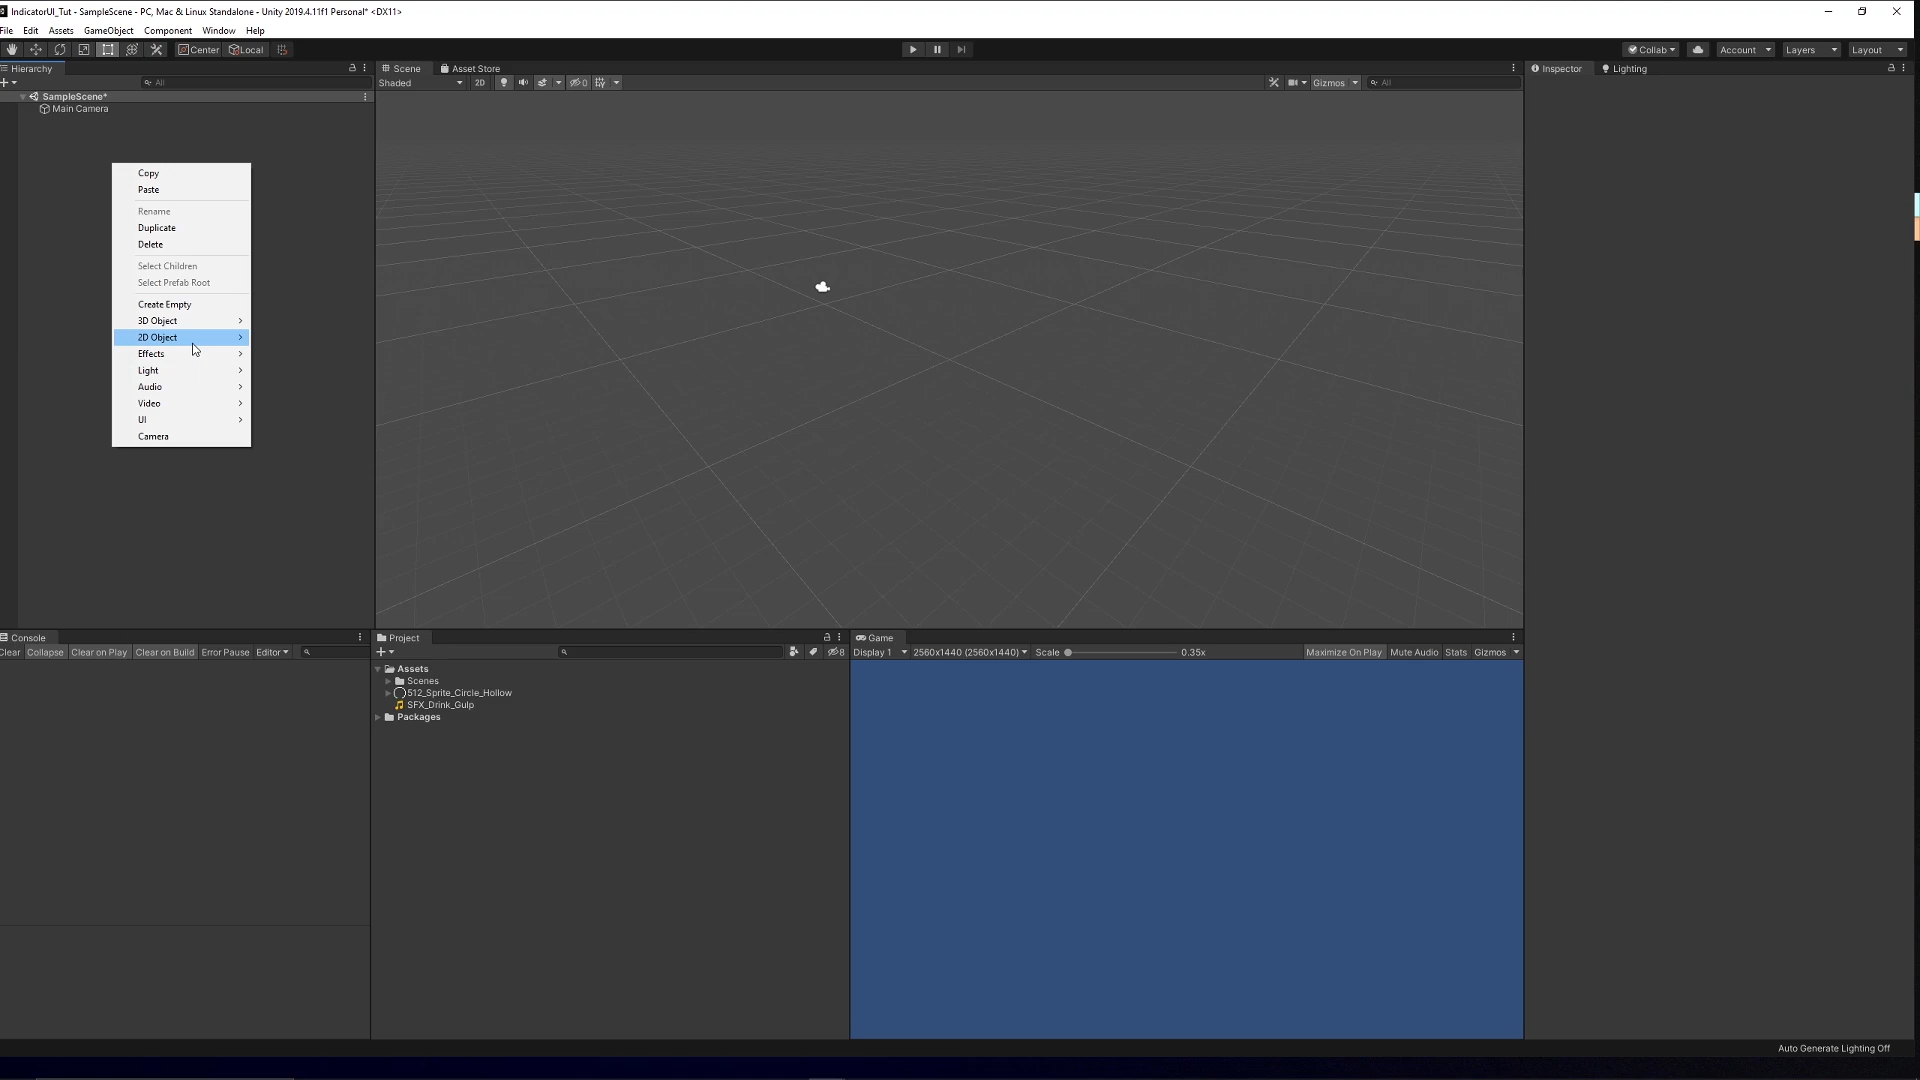 IndicatorUI_Tut - SampleScene - PC, Mac & Linux Standalone - Unity 2019.4.11f1 Personal* <DX11>
File Edit Assets GameObject Component Window Help
Center Local Collab Account Layers Layout
Hierarchy
All
SampleScene*
Main Camera
Copy
Paste
Rename
Duplicate
Delete
Select Children
Select Prefab Root
Create Empty
3D Object
2D Object
Effects
Light
Audio
Video
UI
Camera
Scene Asset Store
Shaded 2D 0 Gizmos All
Inspector Lighting
Console
Clear Collapse Clear on Play Clear on Build Error Pause Editor
Project
8
Assets
Scenes
512_Sprite_Circle_Hollow
SFX_Drink_Gulp
Packages
Game
Display 1 2560x1440 (2560x1440) Scale 0.35x Maximize On Play Mute Audio Stats Gizmos
Auto Generate Lighting Off